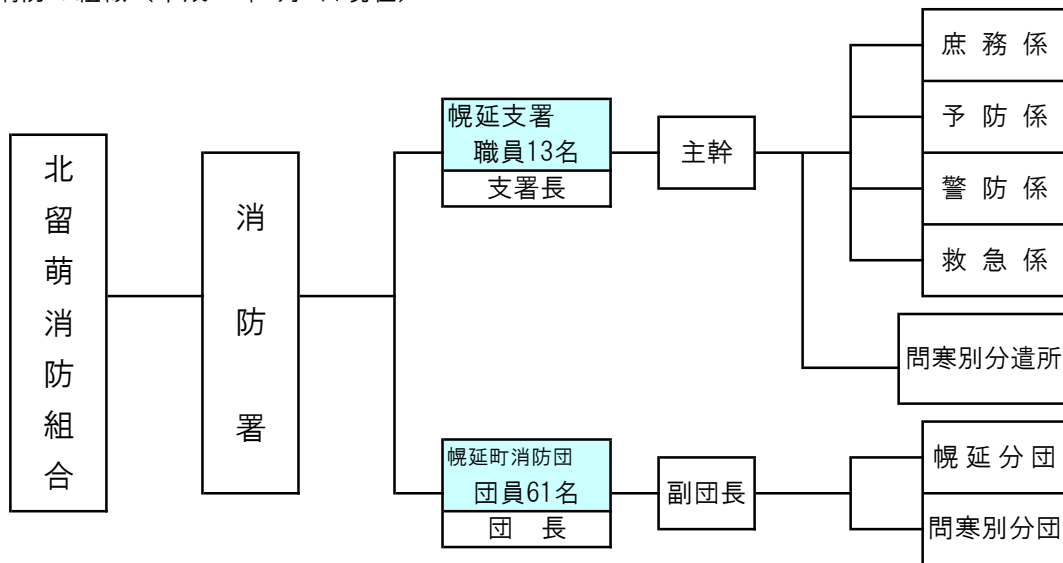 北留萌消防組合
消防署
幌延支署
職員13名
支署長
主幹
庶務係
予防係
警防係
救急係
問寒別分遣所
幌延町消防団
団員61名
団 長
副団長
幌延分団
問寒別分団